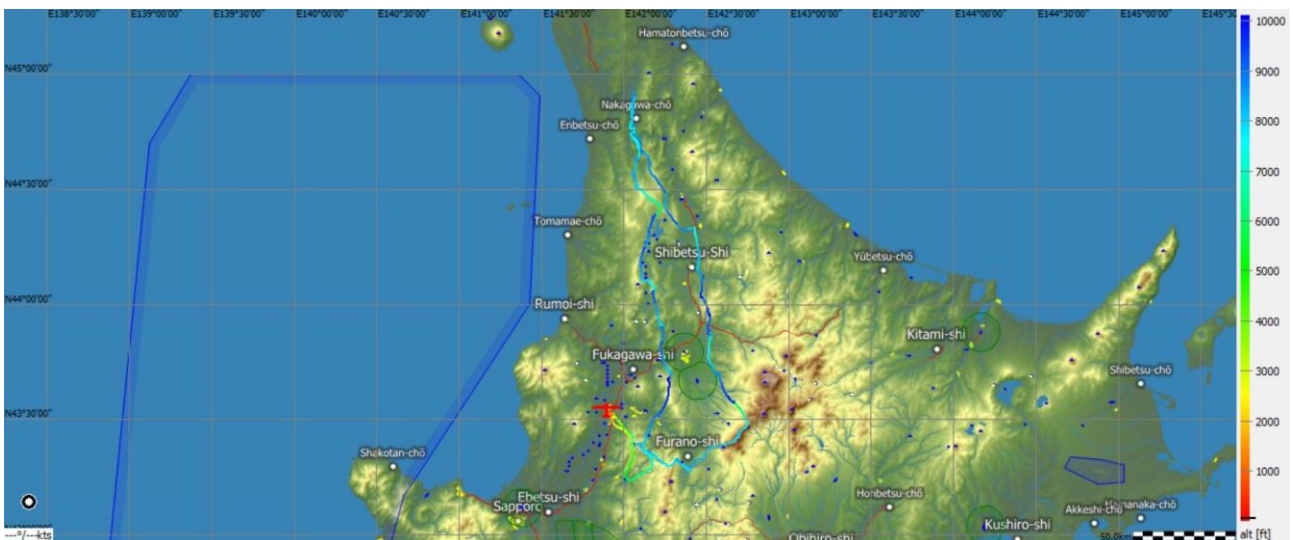 E138°30'00" E139°00'00" E139°30'00" E140°00'00" E140°30'00" E141°00'00" E141°30'00" E142°00'00" E142°30'00" E143°00'00" E143°30'00" E144°00'00" E144°30'00" E145°00'00"
10000
Hamatonbetsu-chō
N45°00'00"
9000
Nakagawa-chō
Enbetsu-chō
8000
N44°30'00"
7000
Tomamae-chō
Shibetsu-Shi
6000
Yūbetsu-chō
5000
N44°00'00"
Rumoi-shi
4000
Kitami-shi
Fukagawa-shi
Shibetsu-chō
3000
N43°30'00"
2000
Furano-shi
Shakotan-chō
1000
Ebetsu-shi
Honbetsu-chō
Sapporo
Akkeshi-chō
Kushiro-shi
Obihiro-shi
50.0km
---°/---kts
alt [ft]